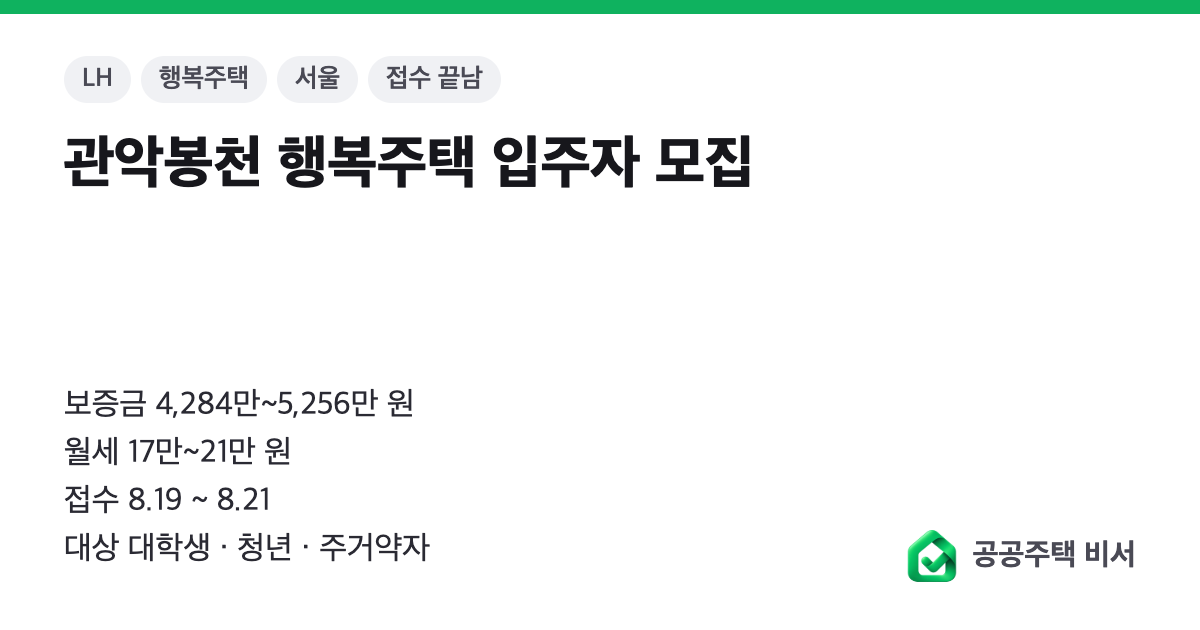 LH 행복주택 서울 접수 끝남
관악봉천 행복주택 입주자 모집
보증금 4,284만~5,256만 원
월세 17만~21만 원
접수 8.19 ~ 8.21
대상 대학생 · 청년 · 주거약자
공공주택 비서